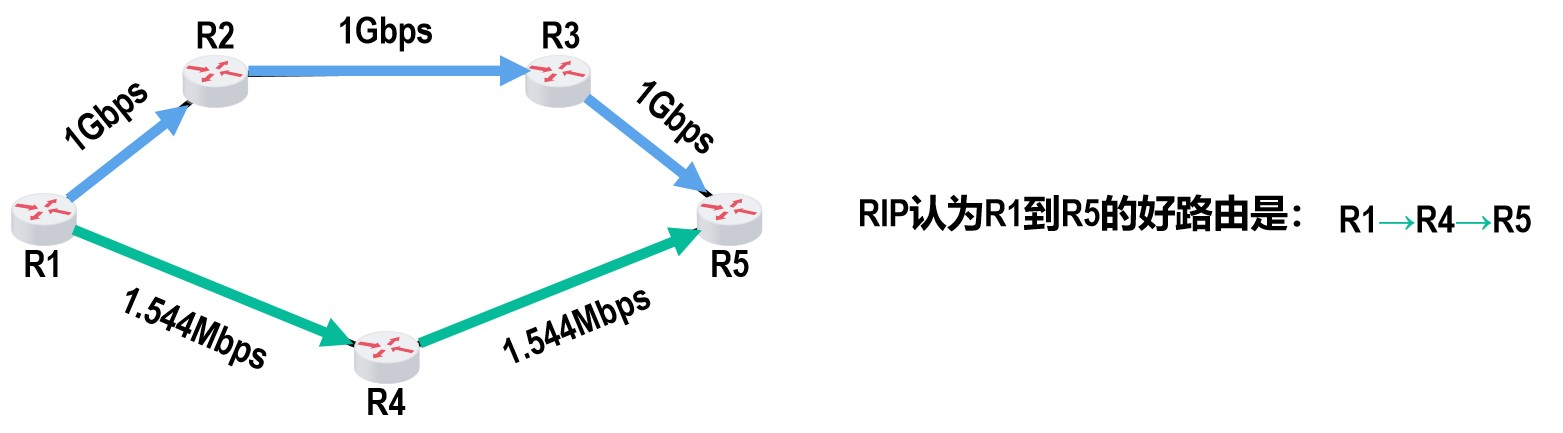 R2
1Gbps
R3
1Gbps
1Gbps
R1
R5
1.544Mbps
1.544Mbps
R4
RIP认为R1到R5的好路由是： R1→R4→R5